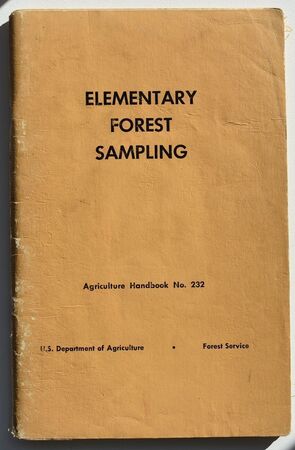 ELEMENTARY
FOREST
SAMPLING
Agriculture Handbook No. 232
U.S. Department of Agriculture • Forest Service